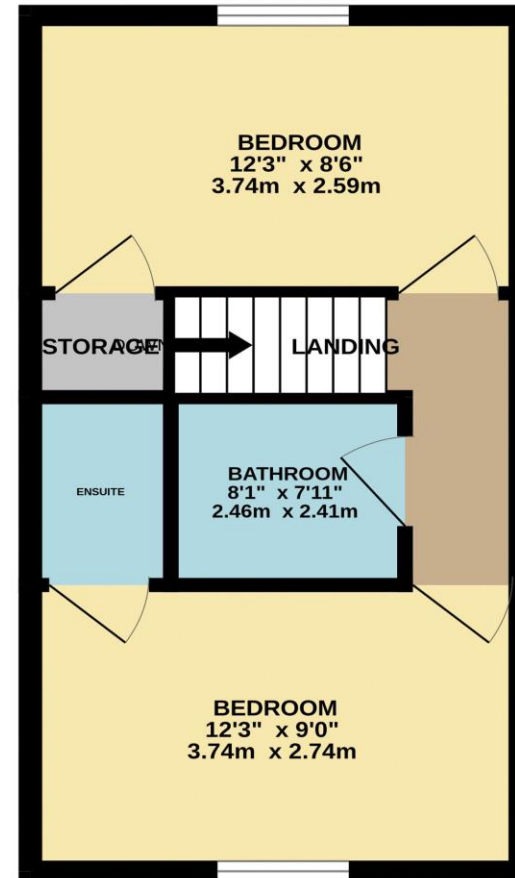 BEDROOM
12'3" x 8'6"
3.74m x 2.59m
STORAGE
DOWN
LANDING
ENSUITE
BATHROOM
8'1" x 7'11"
2.46m x 2.41m
BEDROOM
12'3" x 9'0"
3.74m x 2.74m